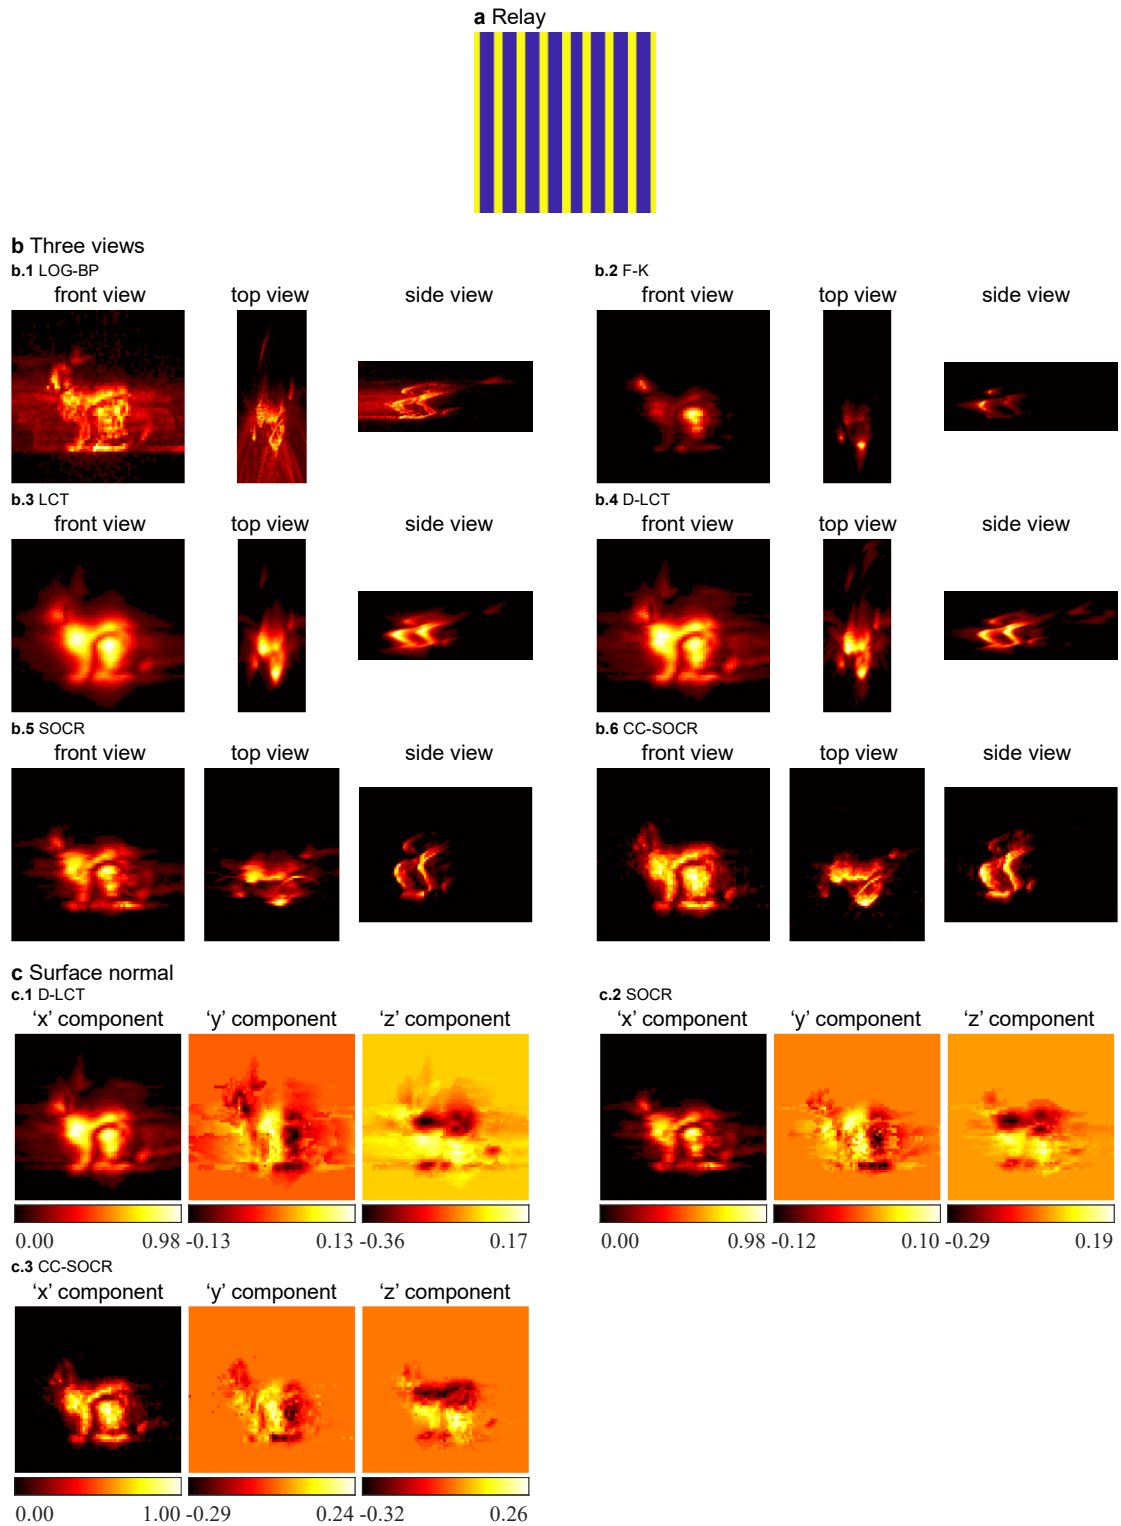 a Relay
b Three views
b.1 LOG-BP
front view top view side view
b.2 F-K
front view top view side view
b.3 LCT
front view top view side view
b.4 D-LCT
front view top view side view
b.5 SOCR
front view top view side view
b.6 CC-SOCR
front view top view side view
c Surface normal
c.1 D-LCT
‘x’ component ‘y’ component ‘z’ component
0.00 0.98 -0.13 0.13 -0.36 0.17
c.2 SOCR
‘x’ component ‘y’ component ‘z’ component
0.00 0.98 -0.12 0.10 -0.29 0.19
c.3 CC-SOCR
‘x’ component ‘y’ component ‘z’ component
0.00 1.00 -0.29 0.24 -0.32 0.26